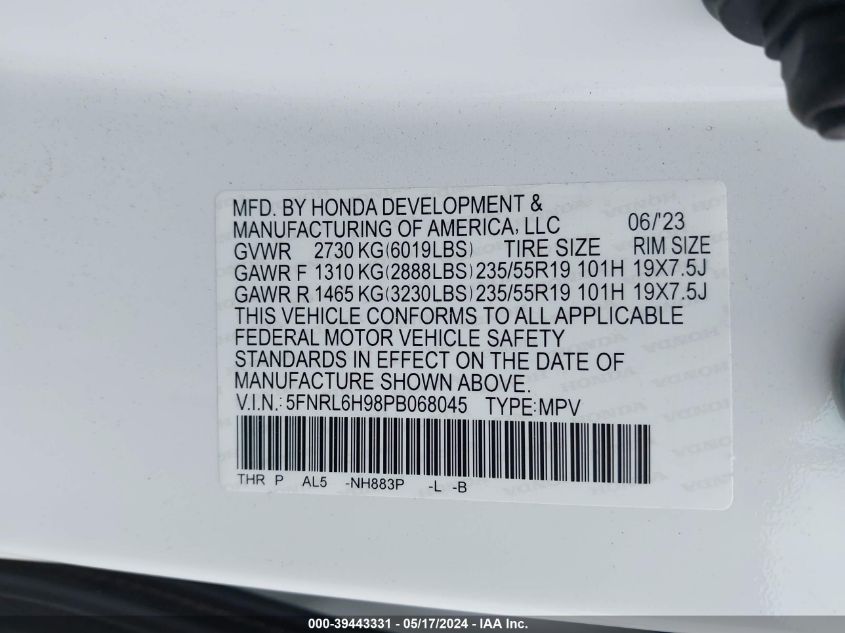 MFD. BY HONDA DEVELOPMENT &
MANUFACTURING OF AMERICA, LLC 06/'23
GVWR 2730 KG(6019LBS) TIRE SIZE RIM SIZE
GAWR F 1310 KG(2888LBS) 235/55R19 101H 19X7.5J
GAWR R 1465 KG(3230LBS) 235/55R19 101H 19X7.5J
THIS VEHICLE CONFORMS TO ALL APPLICABLE
FEDERAL MOTOR VEHICLE SAFETY
STANDARDS IN EFFECT ON THE DATE OF
MANUFACTURE SHOWN ABOVE.
V.I.N.: 5FNRL6H98PB068045 TYPE:MPV
THR P AL5 -NH883P -L -B
000-39443331 - 05/17/2024 - IAA Inc.